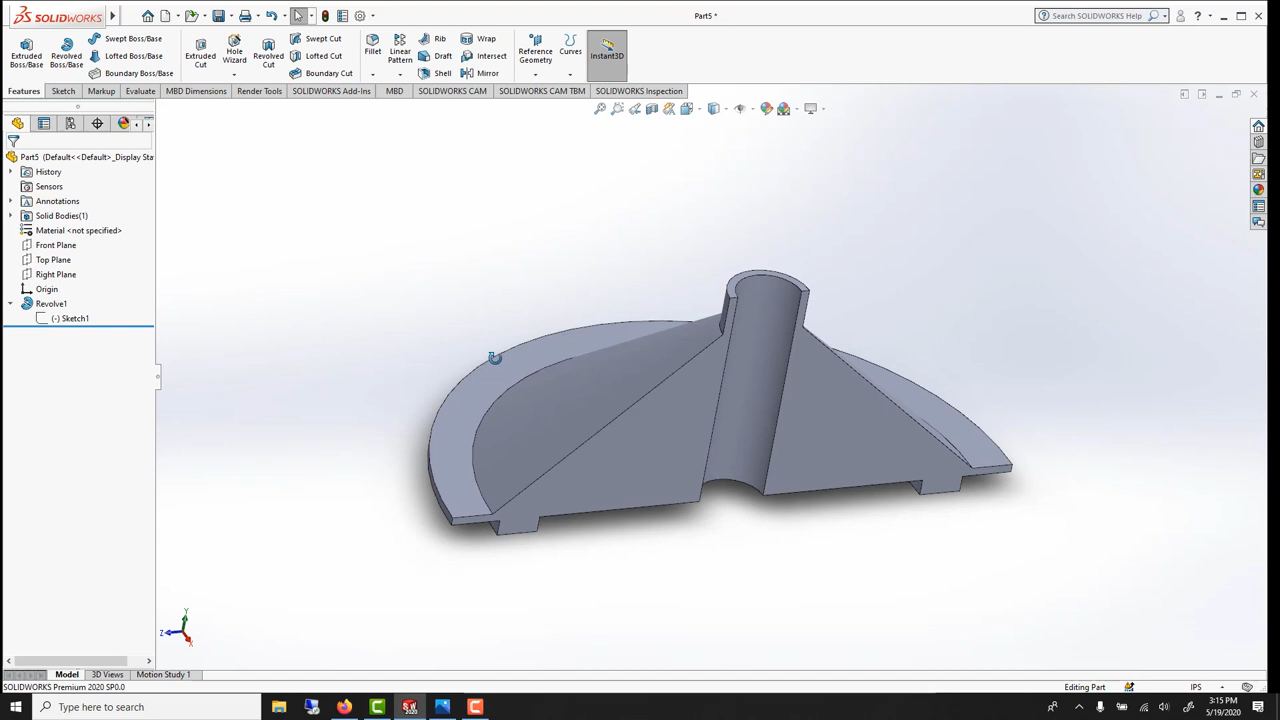 SOLIDWORKS
Part5 *
Search SOLIDWORKS Help
Extruded Boss/Base
Revolved Boss/Base
Swept Boss/Base
Lofted Boss/Base
Boundary Boss/Base
Extruded Cut
Hole Wizard
Revolved Cut
Swept Cut
Lofted Cut
Boundary Cut
Fillet
Linear Pattern
Rib
Draft
Shell
Wrap
Intersect
Mirror
Reference Geometry
Curves
Instant3D
Features
Sketch
Markup
Evaluate
MBD Dimensions
Render Tools
SOLIDWORKS Add-Ins
MBD
SOLIDWORKS CAM
SOLIDWORKS CAM TBM
SOLIDWORKS Inspection
Part5 (Default<<Default>_Display Sta
History
Sensors
Annotations
Solid Bodies(1)
Material <not specified>
Front Plane
Top Plane
Right Plane
Origin
Revolve1
(-) Sketch1
Y
Z
X
Model
3D Views
Motion Study 1
SOLIDWORKS Premium 2020 SP0.0
Editing Part
IPS
Type here to search
SW
2020
3:15 PM
5/19/2020